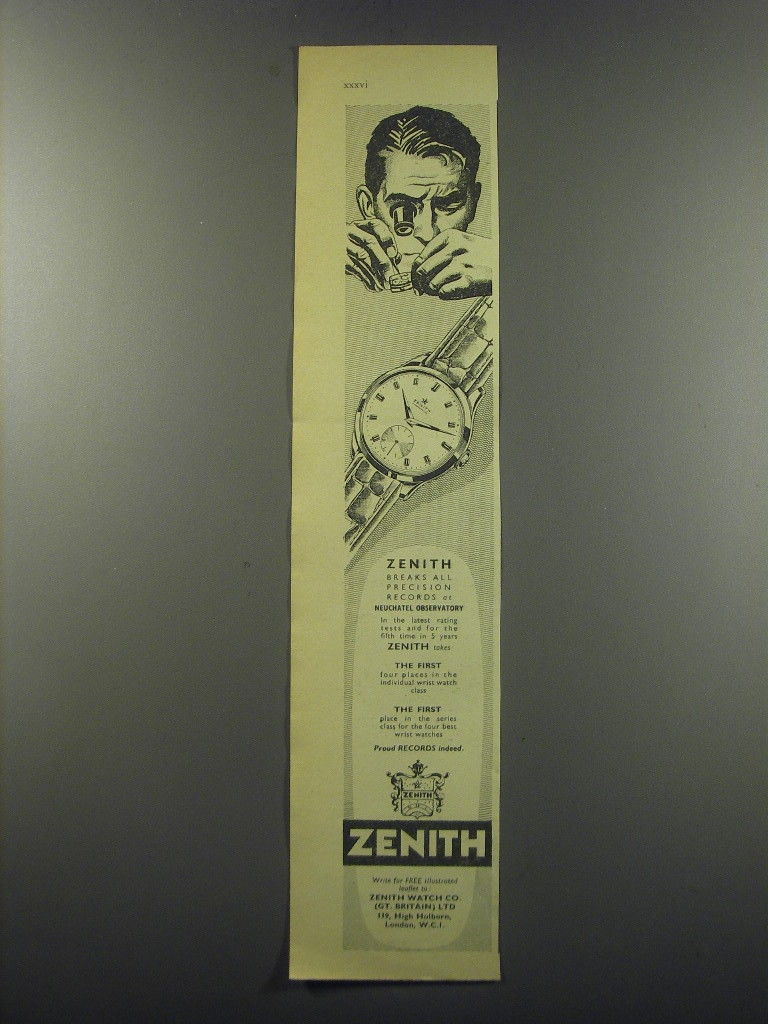 xxxvi
ZENITH
ZENITH
BREAKS ALL
PRECISION
RECORDS at
NEUCHATEL OBSERVATORY
In the latest rating
tests and for the
fifth time in 5 years
ZENITH takes
THE FIRST
four places in the
individual wrist watch
class
THE FIRST
place in the series
class for the four best
wrist watches
Proud RECORDS indeed.
ZENITH
ZENITH
Write for FREE illustrated
leaflet to:
ZENITH WATCH CO.
(GT. BRITAIN) LTD
119, High Holborn,
London, W.C.1.